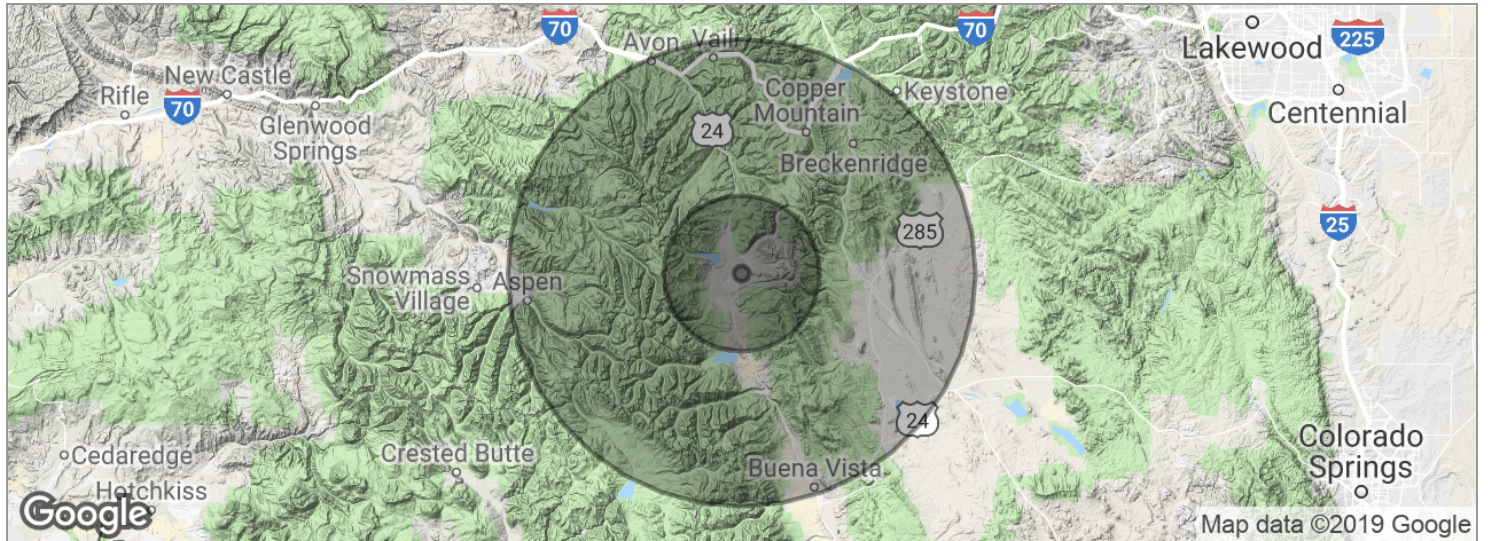 70
70
225
Avon
Vail
Lakewood
New Castle
Rifle
70
Copper
Mountain
Keystone
Centennial
Glenwood
Springs
24
Breckenridge
285
25
Snowmass
Village
Aspen
24
Crested Butte
Buena Vista
Colorado
Springs
Cedaredge
Hotchkiss
Google
Map data ©2019 Google